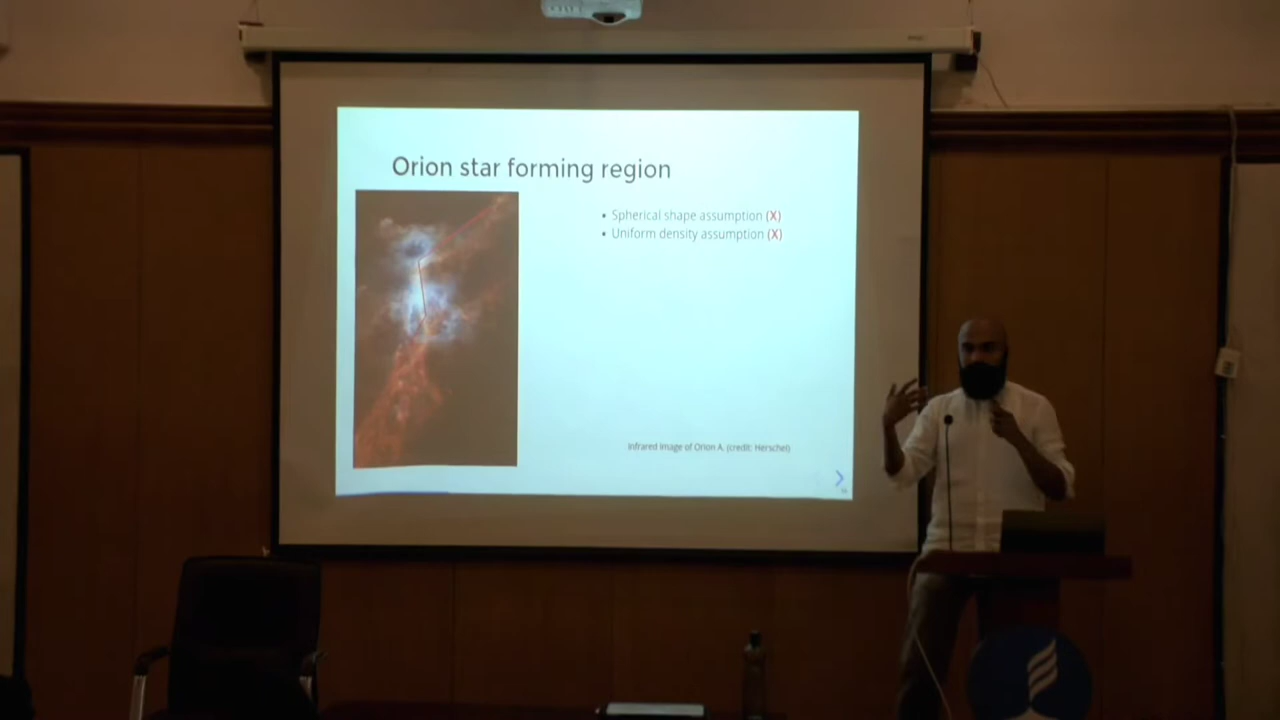 Orion star forming region
• Spherical shape assumption (X)
• Uniform density assumption (X)
Infrared image of Orion A. (credit: Herschel)